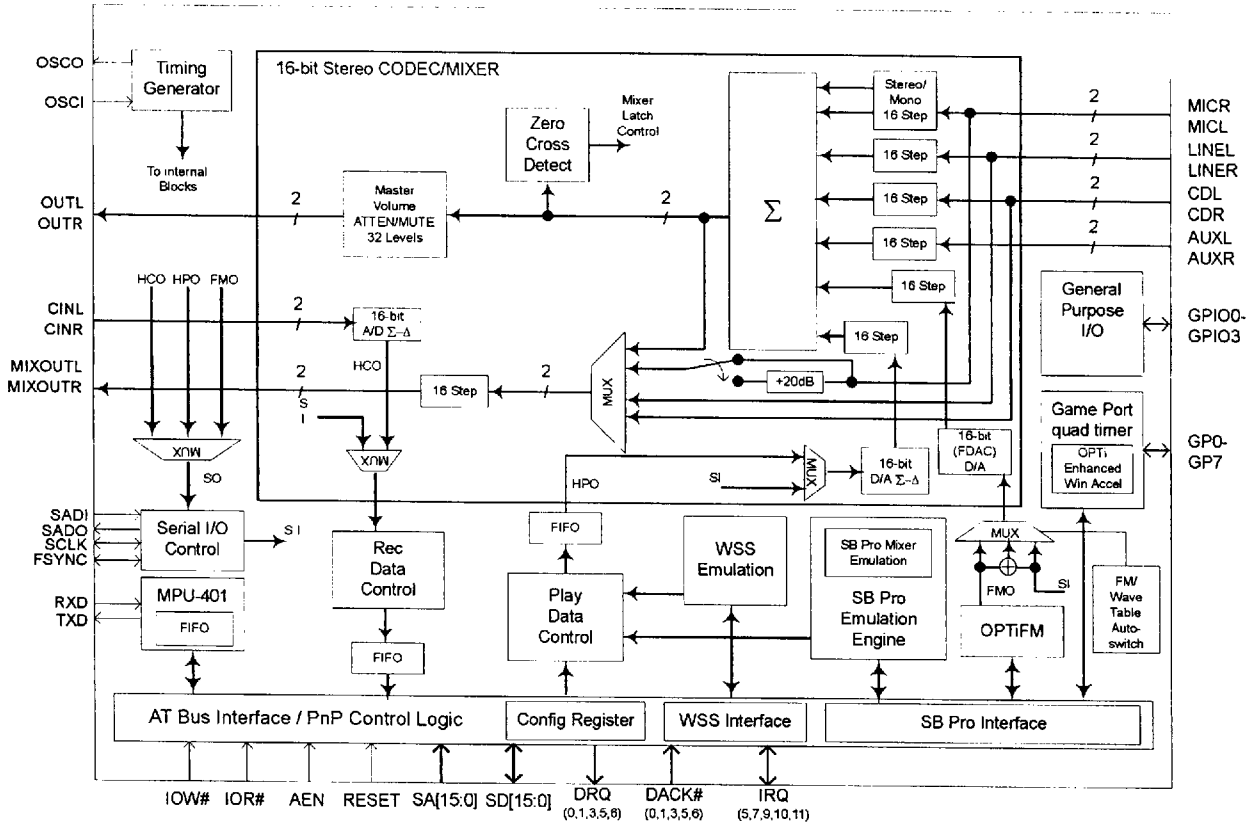 OSCO
OSCI
Timing
Generator
To internal
Blocks
16-bit Stereo CODEC/MIXER
Zero
Cross
Detect
Mixer
Latch
Control
Σ
Stereo/
Mono
16 Step
2
MICR
MICL
16 Step
2
LINEL
LINER
16 Step
2
CDL
CDR
16 Step
2
AUXL
AUXR
16 Step
16 Step
OUTL
OUTR
2
Master
Volume
ATTEN/MUTE
32 Levels
2
2
HCO
HPO
FMO
CINL
CINR
2
16-bit
A/D Σ-Δ
HCO
MIXOUTL
MIXOUTR
2
16 Step
2
MUX
+20dB
S
I
MUX
MUX
SO
HPO
SI
MUX
16-bit
D/A Σ-Δ
16-bit
(FDAC)
D/A
General
Purpose
I/O
GPIO0-
GPIO3
Game Port
quad timer
OPTi
Enhanced
Win Accel
GP0-
GP7
SADI
SADO
SCLK
FSYNC
Serial I/O
Control
S I
RXD
TXD
MPU-401
FIFO
Rec
Data
Control
FIFO
FIFO
Play
Data
Control
WSS
Emulation
SB Pro Mixer
Emulation
SB Pro
Emulation
Engine
MUX
FMO
SI
OPTiFM
FM/
Wave
Table
Auto-
switch
AT Bus Interface / PnP Control Logic
Config Register
WSS Interface
SB Pro Interface
IOW#
IOR#
AEN
RESET
SA[15:0]
SD[15:0]
DRQ
(0,1,3,5,6)
DACK#
(0,1,3,5,6)
IRQ
(5,7,9,10,11)